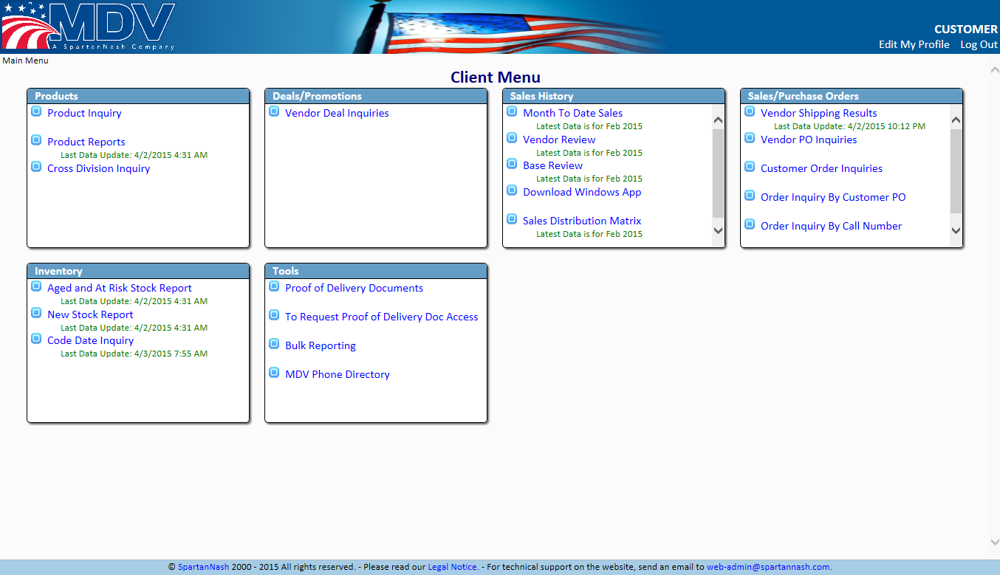 MDV
A SpartanNash Company
CUSTOMER
Edit My Profile Log Out
Main Menu
Client Menu
Products
Product Inquiry
Product Reports
Last Data Update: 4/2/2015 4:31 AM
Cross Division Inquiry
Deals/Promotions
Vendor Deal Inquiries
Sales History
Month To Date Sales
Latest Data is for Feb 2015
Vendor Review
Latest Data is for Feb 2015
Base Review
Latest Data is for Feb 2015
Download Windows App
Sales Distribution Matrix
Latest Data is for Feb 2015
Sales/Purchase Orders
Vendor Shipping Results
Last Data Update: 4/2/2015 10:12 PM
Vendor PO Inquiries
Customer Order Inquiries
Order Inquiry By Customer PO
Order Inquiry By Call Number
Inventory
Aged and At Risk Stock Report
Last Data Update: 4/2/2015 4:31 AM
New Stock Report
Last Data Update: 4/2/2015 4:31 AM
Code Date Inquiry
Last Data Update: 4/3/2015 7:55 AM
Tools
Proof of Delivery Documents
To Request Proof of Delivery Doc Access
Bulk Reporting
MDV Phone Directory
© SpartanNash 2000 - 2015 All rights reserved. - Please read our Legal Notice. - For technical support on the website, send an email to web-admin@spartannash.com.